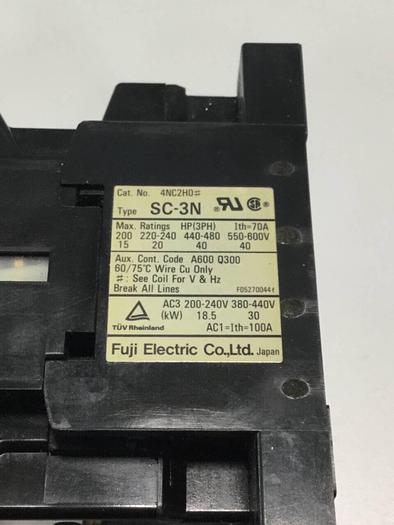 Cat. No. 4NC2H0#
Type SC-3N
Max. Ratings HP(3PH) Ith=70A
200 220-240 440-480 550-600V
15 20 40 40
Aux. Cont. Code A600 Q300
60/75°C Wire Cu Only
#: See Coil For V & Hz
Break All Lines F05270044f
AC3 200-240V 380-440V
(kW) 18.5 30
TÜV Rheinland AC1=Ith=100A
Fuji Electric Co.,Ltd. Japan